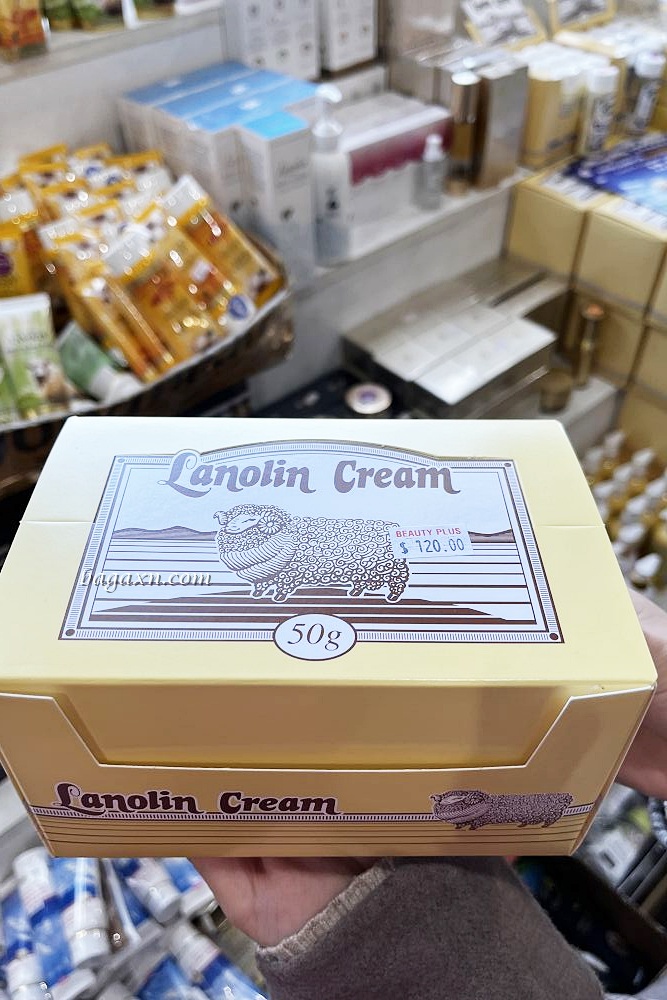 Lanolin Cream
BEAUTY PLUS
$ 120.00
bagaxn.com
50g
Lanolin Cream